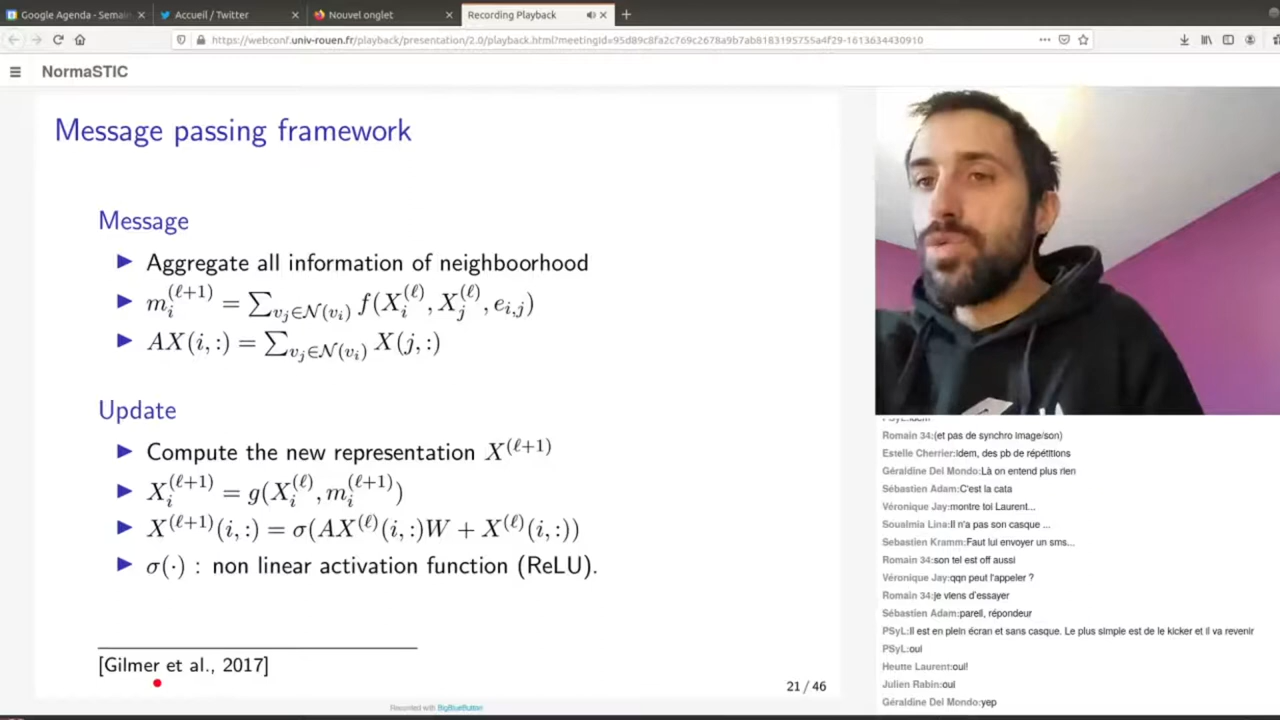 Google Agenda - Semai
Accueil / Twitter
Nouvel onglet
Recording Playback
https://webconf.univ-rouen.fr/playback/presentation/2.0/playback.html?meetingId=95d89c8fa2c769c2678a9b7ab8183195755a4f29-1613634430910
NormaSTIC
Message passing framework
Message
▶ Aggregate all information of neighboorhood
▶ m_i^{(ℓ+1)} = ∑_{v_j∈𝒩(v_i)} f(X_i^{(ℓ)}, X_j^{(ℓ)}, e_{i,j})
▶ AX(i,:) = ∑_{v_j∈𝒩(v_i)} X(j,:)
Update
▶ Compute the new representation X^{(ℓ+1)}
▶ X_i^{(ℓ+1)} = g(X_i^{(ℓ)}, m_i^{(ℓ+1)})
▶ X^{(ℓ+1)}(i,:) = σ(AX^{(ℓ)}(i,:)W + X^{(ℓ)}(i,:))
▶ σ(·) : non linear activation function (ReLU).
[Gilmer et al., 2017]
21 / 46
Recorded with BigBlueButton
Romain 34:(et pas de synchro image/son)
Estelle Cherrier:idem, des pb de répétitions
Géraldine Del Mondo:Là on entend plus rien
Sébastien Adam:C'est la cata
Véronique Jay:montre toi Laurent...
Soualmia Lina:Il n'a pas son casque ...
Sebastien Kramm:Faut lui envoyer un sms...
Romain 34:son tel est off aussi
Véronique Jay:qqn peut l'appeler ?
Romain 34:je viens d'essayer
Sébastien Adam:pareil, répondeur
PSyL:Il est en plein écran et sans casque. Le plus simple est de le kicker et il va revenir
PSyL:oui
Heutte Laurent:oui!
Julien Rabin:oui
Géraldine Del Mondo:yep